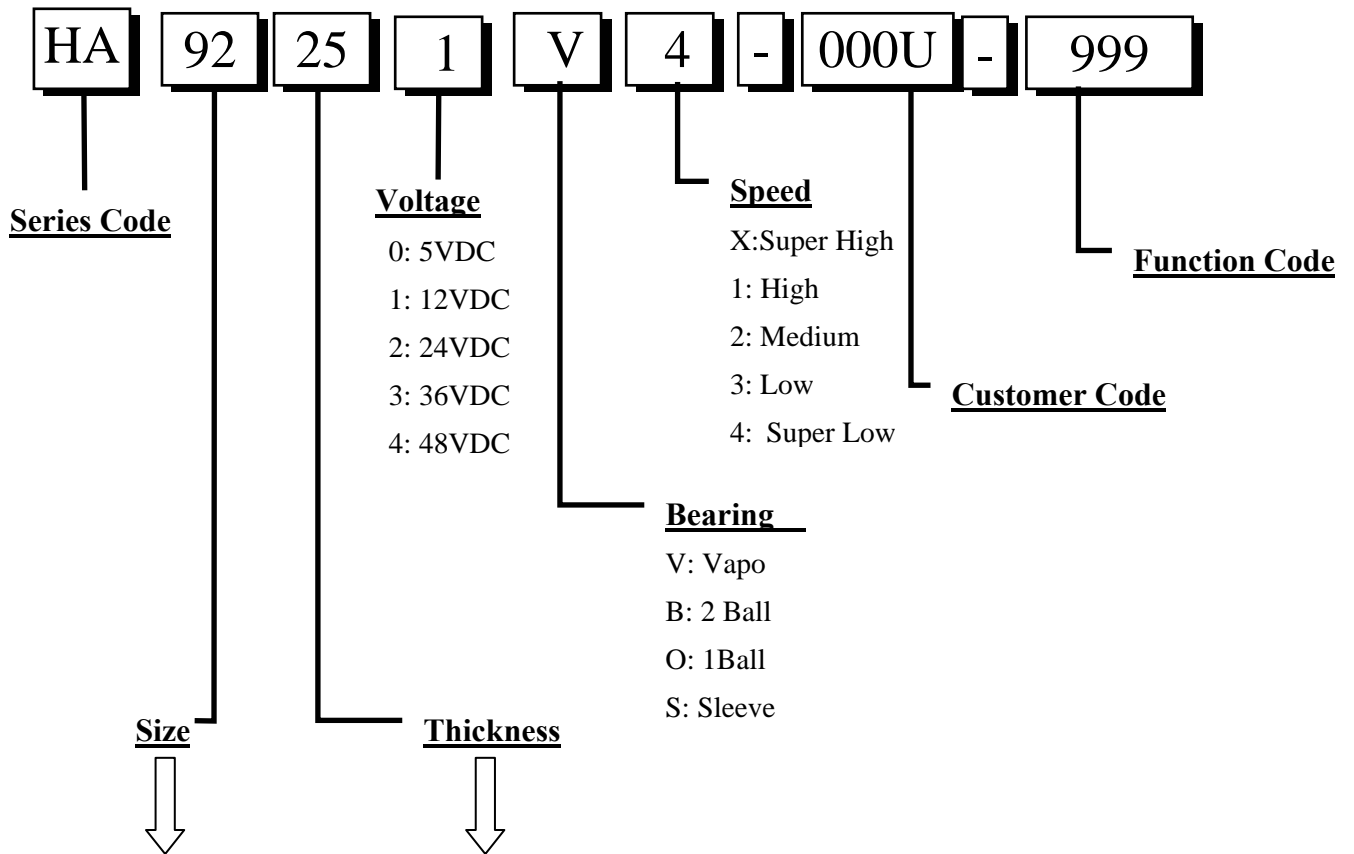 HA 92 25 1 V 4 - 000U - 999
Series Code
Voltage
0: 5VDC
1: 12VDC
2: 24VDC
3: 36VDC
4: 48VDC
Speed
X:Super High
1: High
2: Medium
3: Low
4: Super Low
Function Code
Customer Code
Bearing
V: Vapo
B: 2 Ball
O: 1Ball
S: Sleeve
Size
Thickness